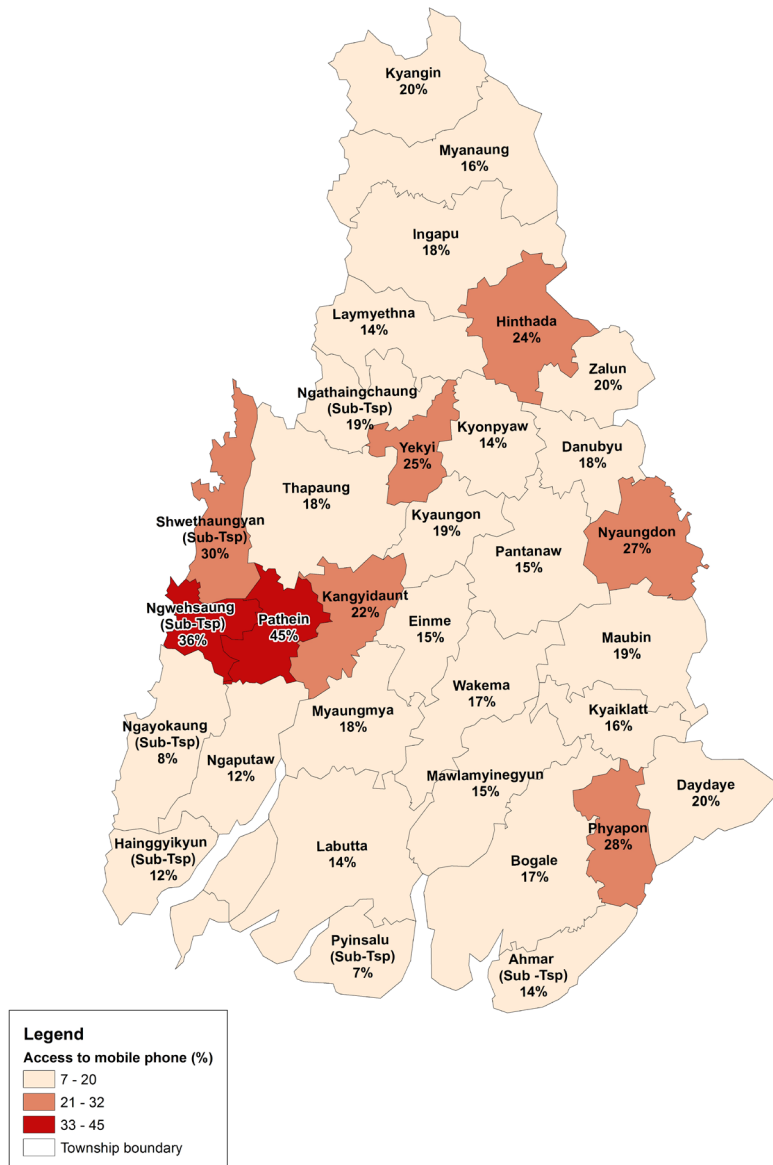 Kyangin
20%
Myanaung
16%
Ingapu
18%
Hinthada
24%
Laymyethna
14%
Zalun
20%
Ngathaingchaung
(Sub-Tsp)
19%
Yekyi
25%
Kyonpyaw
14%
Danubyu
18%
Thapaung
18%
Shwethaungyan
(Sub-Tsp)
30%
Kyaungon
19%
Pantanaw
15%
Nyaungdon
27%
Ngwehsaung
(Sub-Tsp)
36%
Pathein
45%
Kangyidaunt
22%
Einme
15%
Maubin
19%
Wakema
17%
Myaungmya
18%
Kyaiklatt
16%
Ngayokaung
(Sub-Tsp)
8%
Ngaputaw
12%
Mawlamyinegyun
15%
Daydaye
20%
Hainggyikyun
(Sub-Tsp)
12%
Labutta
14%
Bogale
17%
Phyapon
28%
Pyinsalu
(Sub-Tsp)
7%
Ahmar
(Sub -Tsp)
14%
Legend
Access to mobile phone (%)
7 - 20
21 - 32
33 - 45
Township boundary